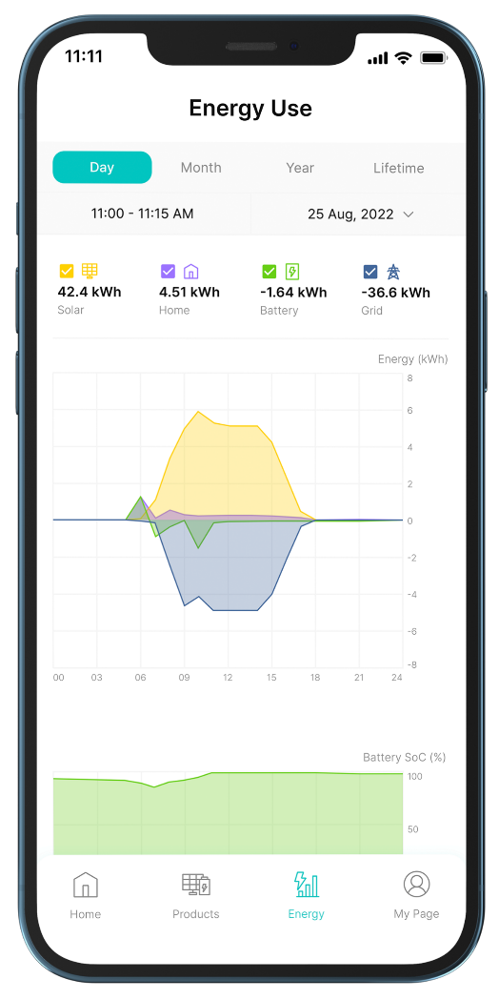 11:11
Energy Use
Day Month Year Lifetime
11:00 - 11:15 AM 25 Aug, 2022
42.4 kWh 4.51 kWh -1.64 kWh -36.6 kWh
Solar Home Battery Grid
Energy (kWh)
8
6
4
2
0
-2
-4
-6
-8
00 03 06 09 12 15 18 21 24
Battery SoC (%)
100
50
Home Products Energy My Page